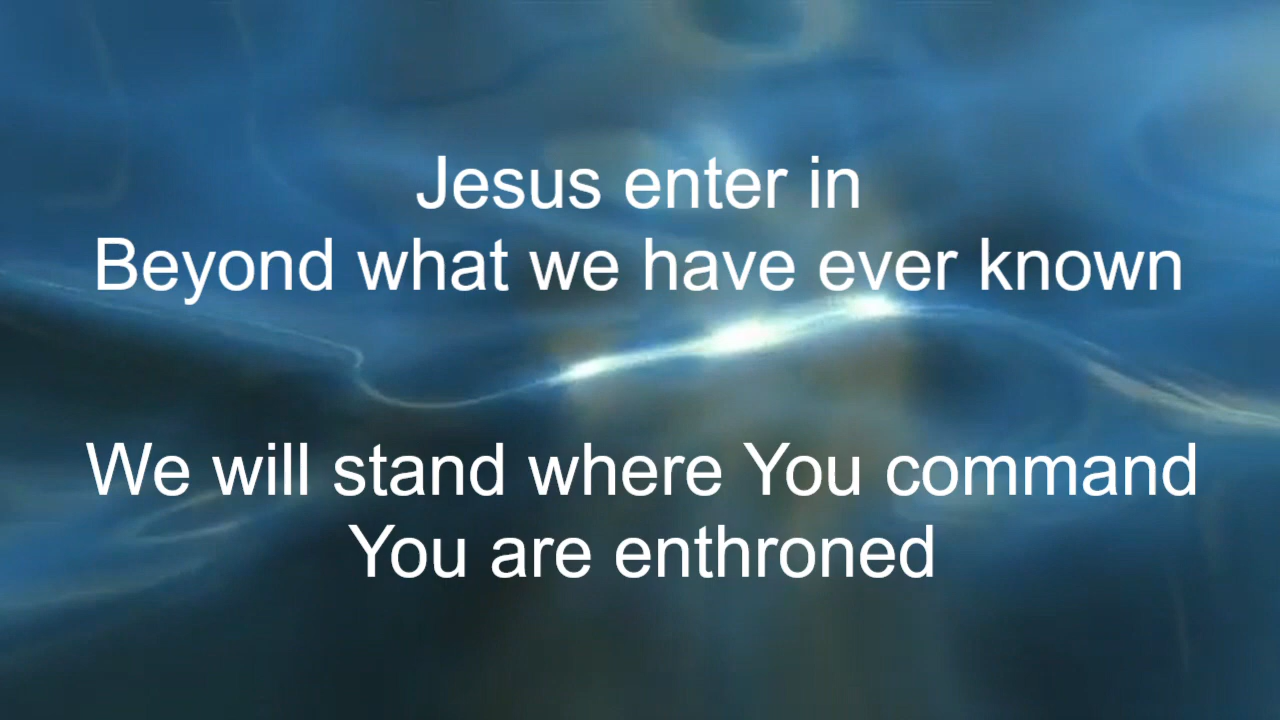 Jesus enter in
Beyond what we have ever known
We will stand where You command
You are enthroned